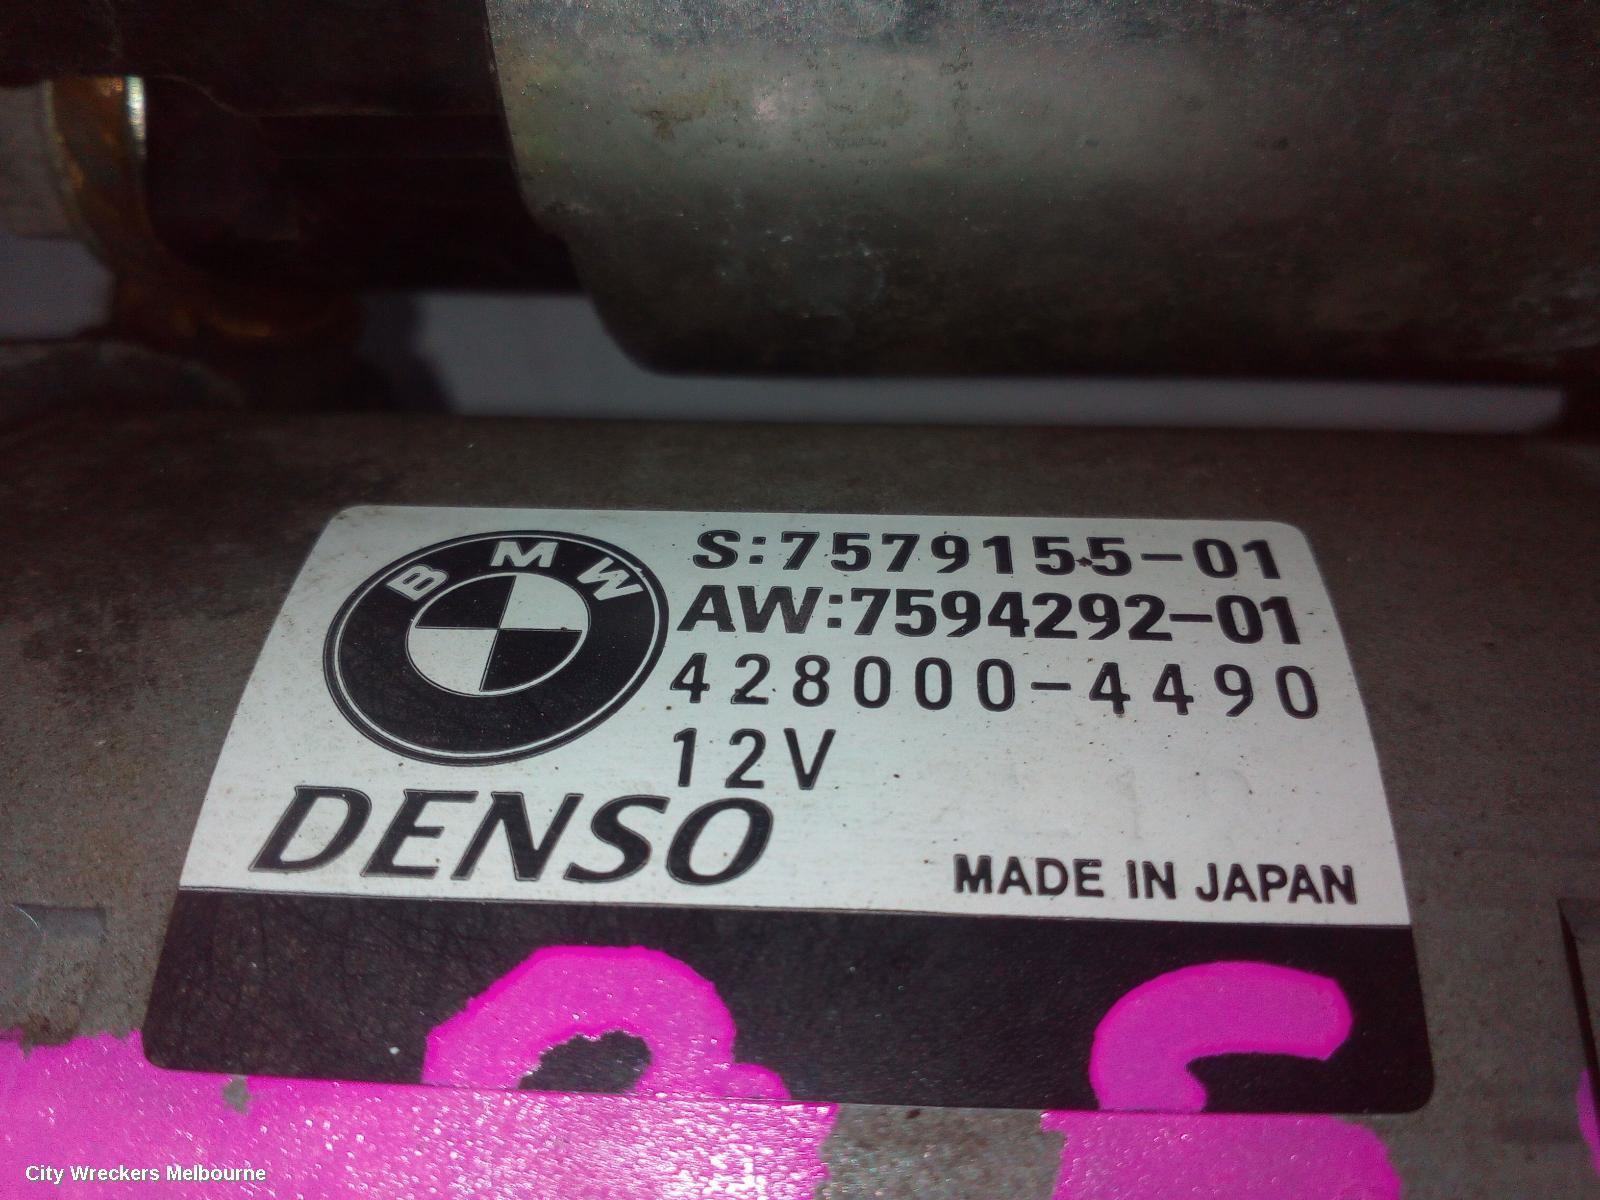 BMW
S:7579155-01
AW:7594292-01
428000-4490
12V
DENSO
MADE IN JAPAN
City Wreckers Melbourne